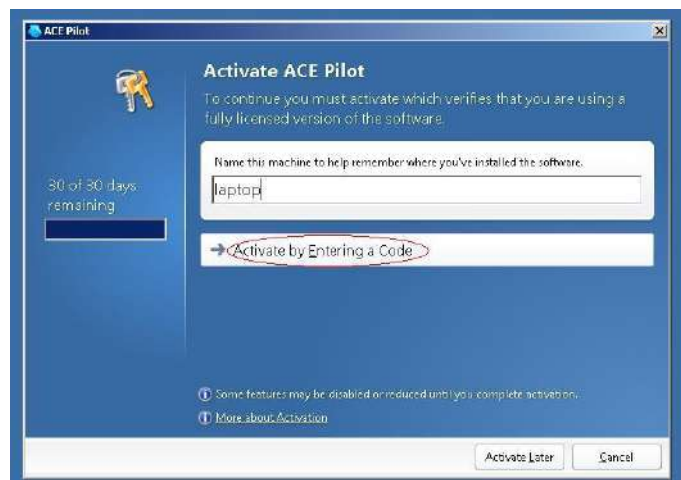 ACE Pilot
Activate ACE Pilot
To continue you must activate which verifies that you are using a
fully licensed version of the software.
Name this machine to help remember where you've installed the software.
laptop
30 of 30 days
remaining
Activate by Entering a Code
Some features may be disabled or reduced until you complete activation.
More about Activation
Activate Later
Cancel